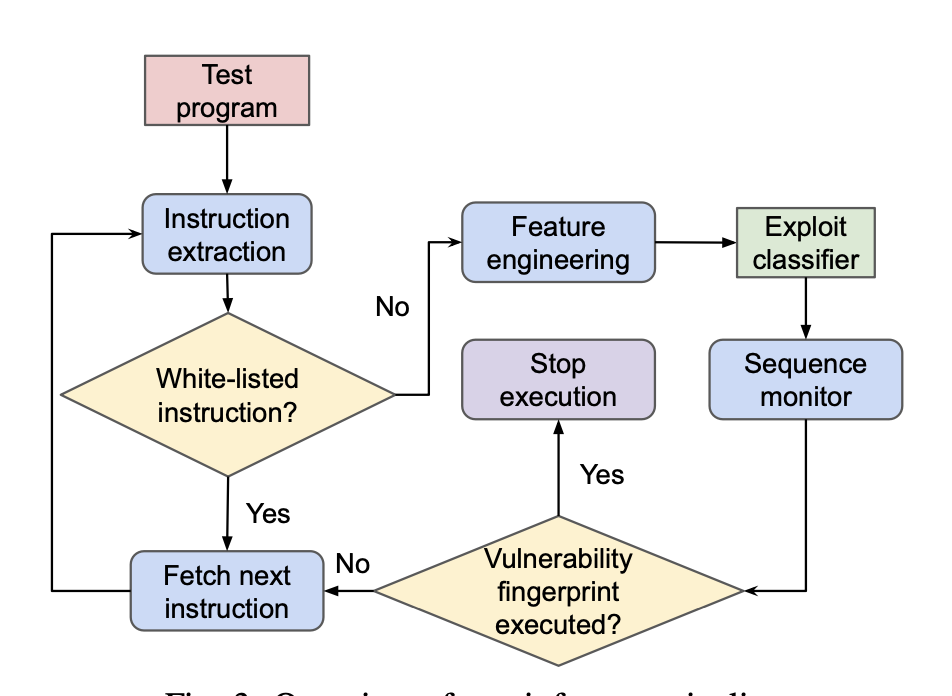 Test
program
Instruction
extraction
Feature
engineering
Exploit
classifier
No
White-listed
instruction?
Stop
execution
Sequence
monitor
Yes
Yes
Fetch next
instruction
No
Vulnerability
fingerprint
executed?